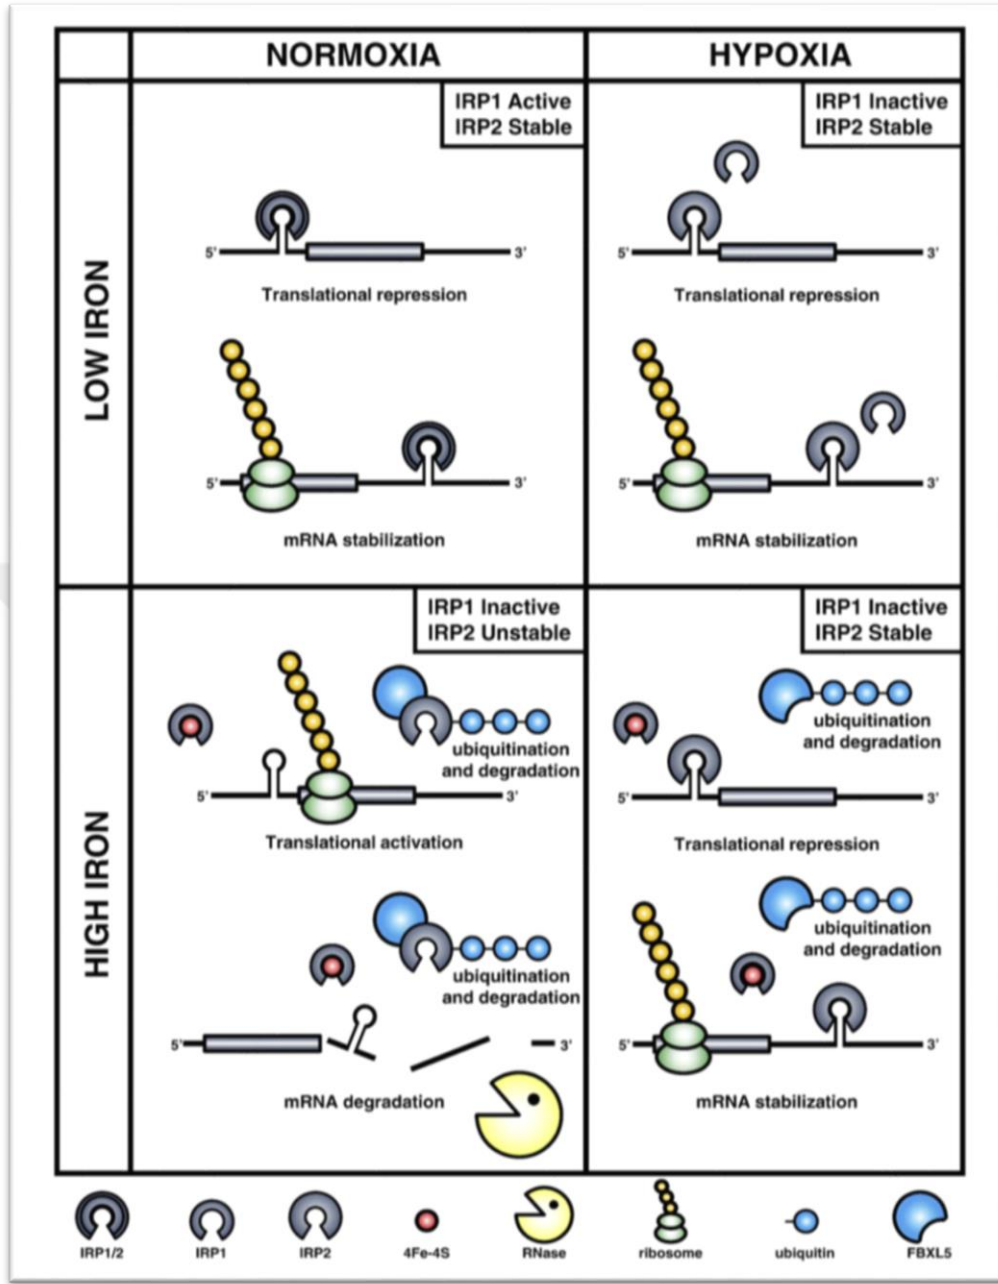 NORMOXIA
HYPOXIA
LOW IRON
IRP1 Active
IRP2 Stable
5'
3'
Translational repression
5'
3'
mRNA stabilization
IRP1 Inactive
IRP2 Stable
5'
3'
Translational repression
5'
3'
mRNA stabilization
HIGH IRON
IRP1 Inactive
IRP2 Unstable
ubiquitination
and degradation
5'
3'
Translational activation
ubiquitination
and degradation
5'
3'
mRNA degradation
IRP1 Inactive
IRP2 Stable
ubiquitination
and degradation
5'
3'
Translational repression
ubiquitination
and degradation
5'
3'
mRNA stabilization
IRP1/2
IRP1
IRP2
4Fe-4S
RNase
ribosome
ubiquitin
FBXL5